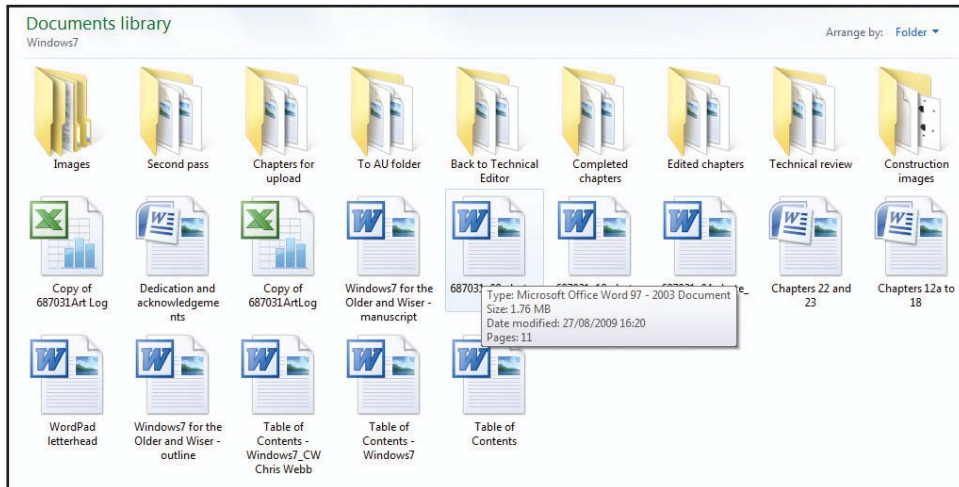 Documents library
Windows7
Arrange by: Folder
Images
Second pass
Chapters for
upload
To AU folder
Back to Technical
Editor
Completed
chapters
Edited chapters
Technical review
Construction
images
Copy of
687031Art Log
Dedication and
acknowledgeme
nts
Copy of
687031ArtLog
Windows7 for the
Older and Wiser -
manuscript
Type: Microsoft Office Word 97 - 2003 Document
Size: 1.76 MB
Date modified: 27/08/2009 16:20
Pages: 11
Chapters 22 and
23
Chapters 12a to
18
WordPad
letterhead
Windows7 for the
Older and Wiser -
outline
Table of
Contents -
Windows7_CW
Chris Webb
Table of
Contents -
Windows7
Table of
Contents